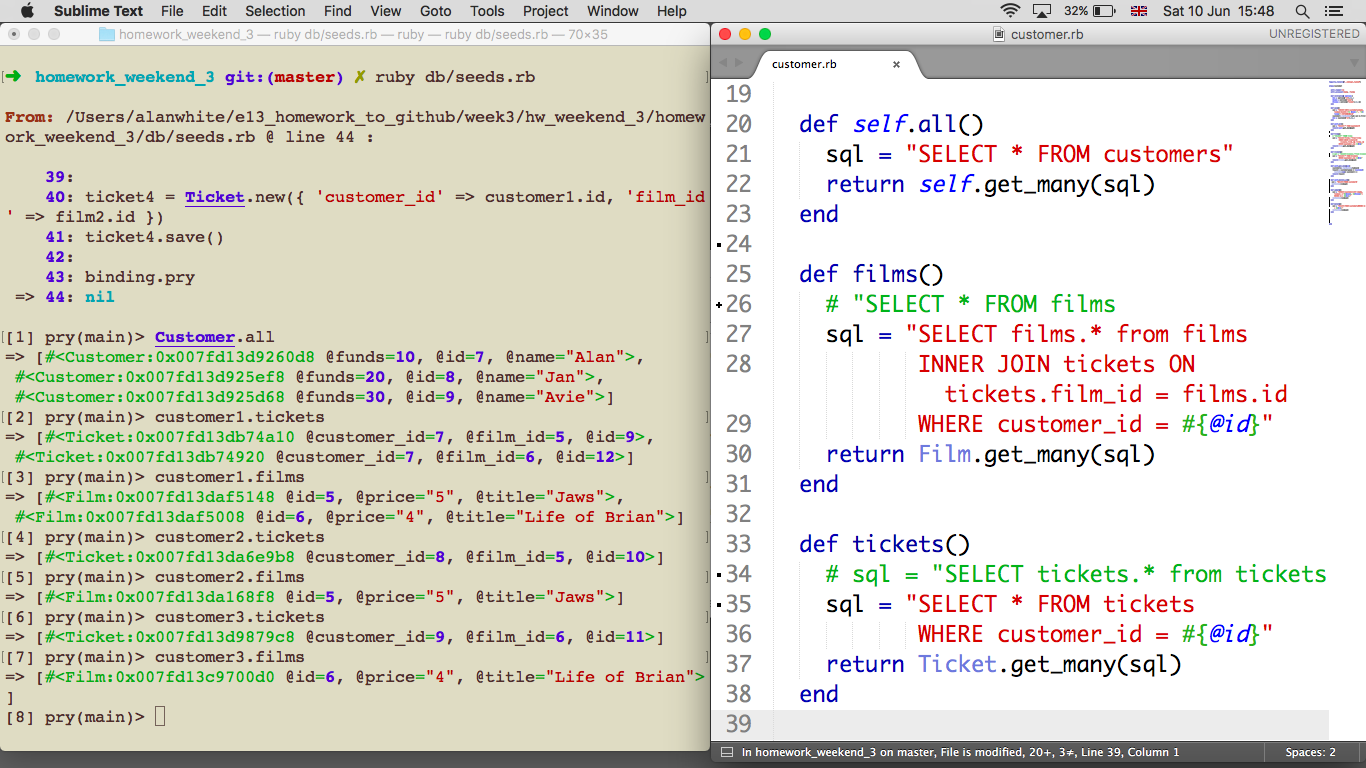 Sublime Text File Edit Selection Find View Goto Tools Project Window Help 32% Sat 10 Jun 15:48
homework_weekend_3 — ruby db/seeds.rb — ruby — ruby db/seeds.rb — 70×35
➜ homework_weekend_3 git:(master) ✗ ruby db/seeds.rb
From: /Users/alanwhite/e13_homework_to_github/week3/hw_weekend_3/homew
ork_weekend_3/db/seeds.rb @ line 44 :
39:
40: ticket4 = Ticket.new({ 'customer_id' => customer1.id, 'film_id
' => film2.id })
41: ticket4.save()
42:
43: binding.pry
=> 44: nil
[1] pry(main)> Customer.all
=> [#<Customer:0x007fd13d9260d8 @funds=10, @id=7, @name="Alan">,
#<Customer:0x007fd13d925ef8 @funds=20, @id=8, @name="Jan">,
#<Customer:0x007fd13d925d68 @funds=30, @id=9, @name="Avie">]
[2] pry(main)> customer1.tickets
=> [#<Ticket:0x007fd13db74a10 @customer_id=7, @film_id=5, @id=9>,
#<Ticket:0x007fd13db74920 @customer_id=7, @film_id=6, @id=12>]
[3] pry(main)> customer1.films
=> [#<Film:0x007fd13daf5148 @id=5, @price="5", @title="Jaws">,
#<Film:0x007fd13daf5008 @id=6, @price="4", @title="Life of Brian">]
[4] pry(main)> customer2.tickets
=> [#<Ticket:0x007fd13da6e9b8 @customer_id=8, @film_id=5, @id=10>]
[5] pry(main)> customer2.films
=> [#<Film:0x007fd13da168f8 @id=5, @price="5", @title="Jaws">]
[6] pry(main)> customer3.tickets
=> [#<Ticket:0x007fd13d9879c8 @customer_id=9, @film_id=6, @id=11>]
[7] pry(main)> customer3.films
=> [#<Film:0x007fd13c9700d0 @id=6, @price="4", @title="Life of Brian">
]
[8] pry(main)>
customer.rb UNREGISTERED
customer.rb ×
19
20 def self.all()
21 sql = "SELECT * FROM customers"
22 return self.get_many(sql)
23 end
24
25 def films()
26 # "SELECT * FROM films
27 sql = "SELECT films.* from films
28 INNER JOIN tickets ON
tickets.film_id = films.id
29 WHERE customer_id = #{@id}"
30 return Film.get_many(sql)
31 end
32
33 def tickets()
34 # sql = "SELECT tickets.* from tickets
35 sql = "SELECT * FROM tickets
36 WHERE customer_id = #{@id}"
37 return Ticket.get_many(sql)
38 end
39
In homework_weekend_3 on master, File is modified, 20+, 3≠, Line 39, Column 1 Spaces: 2